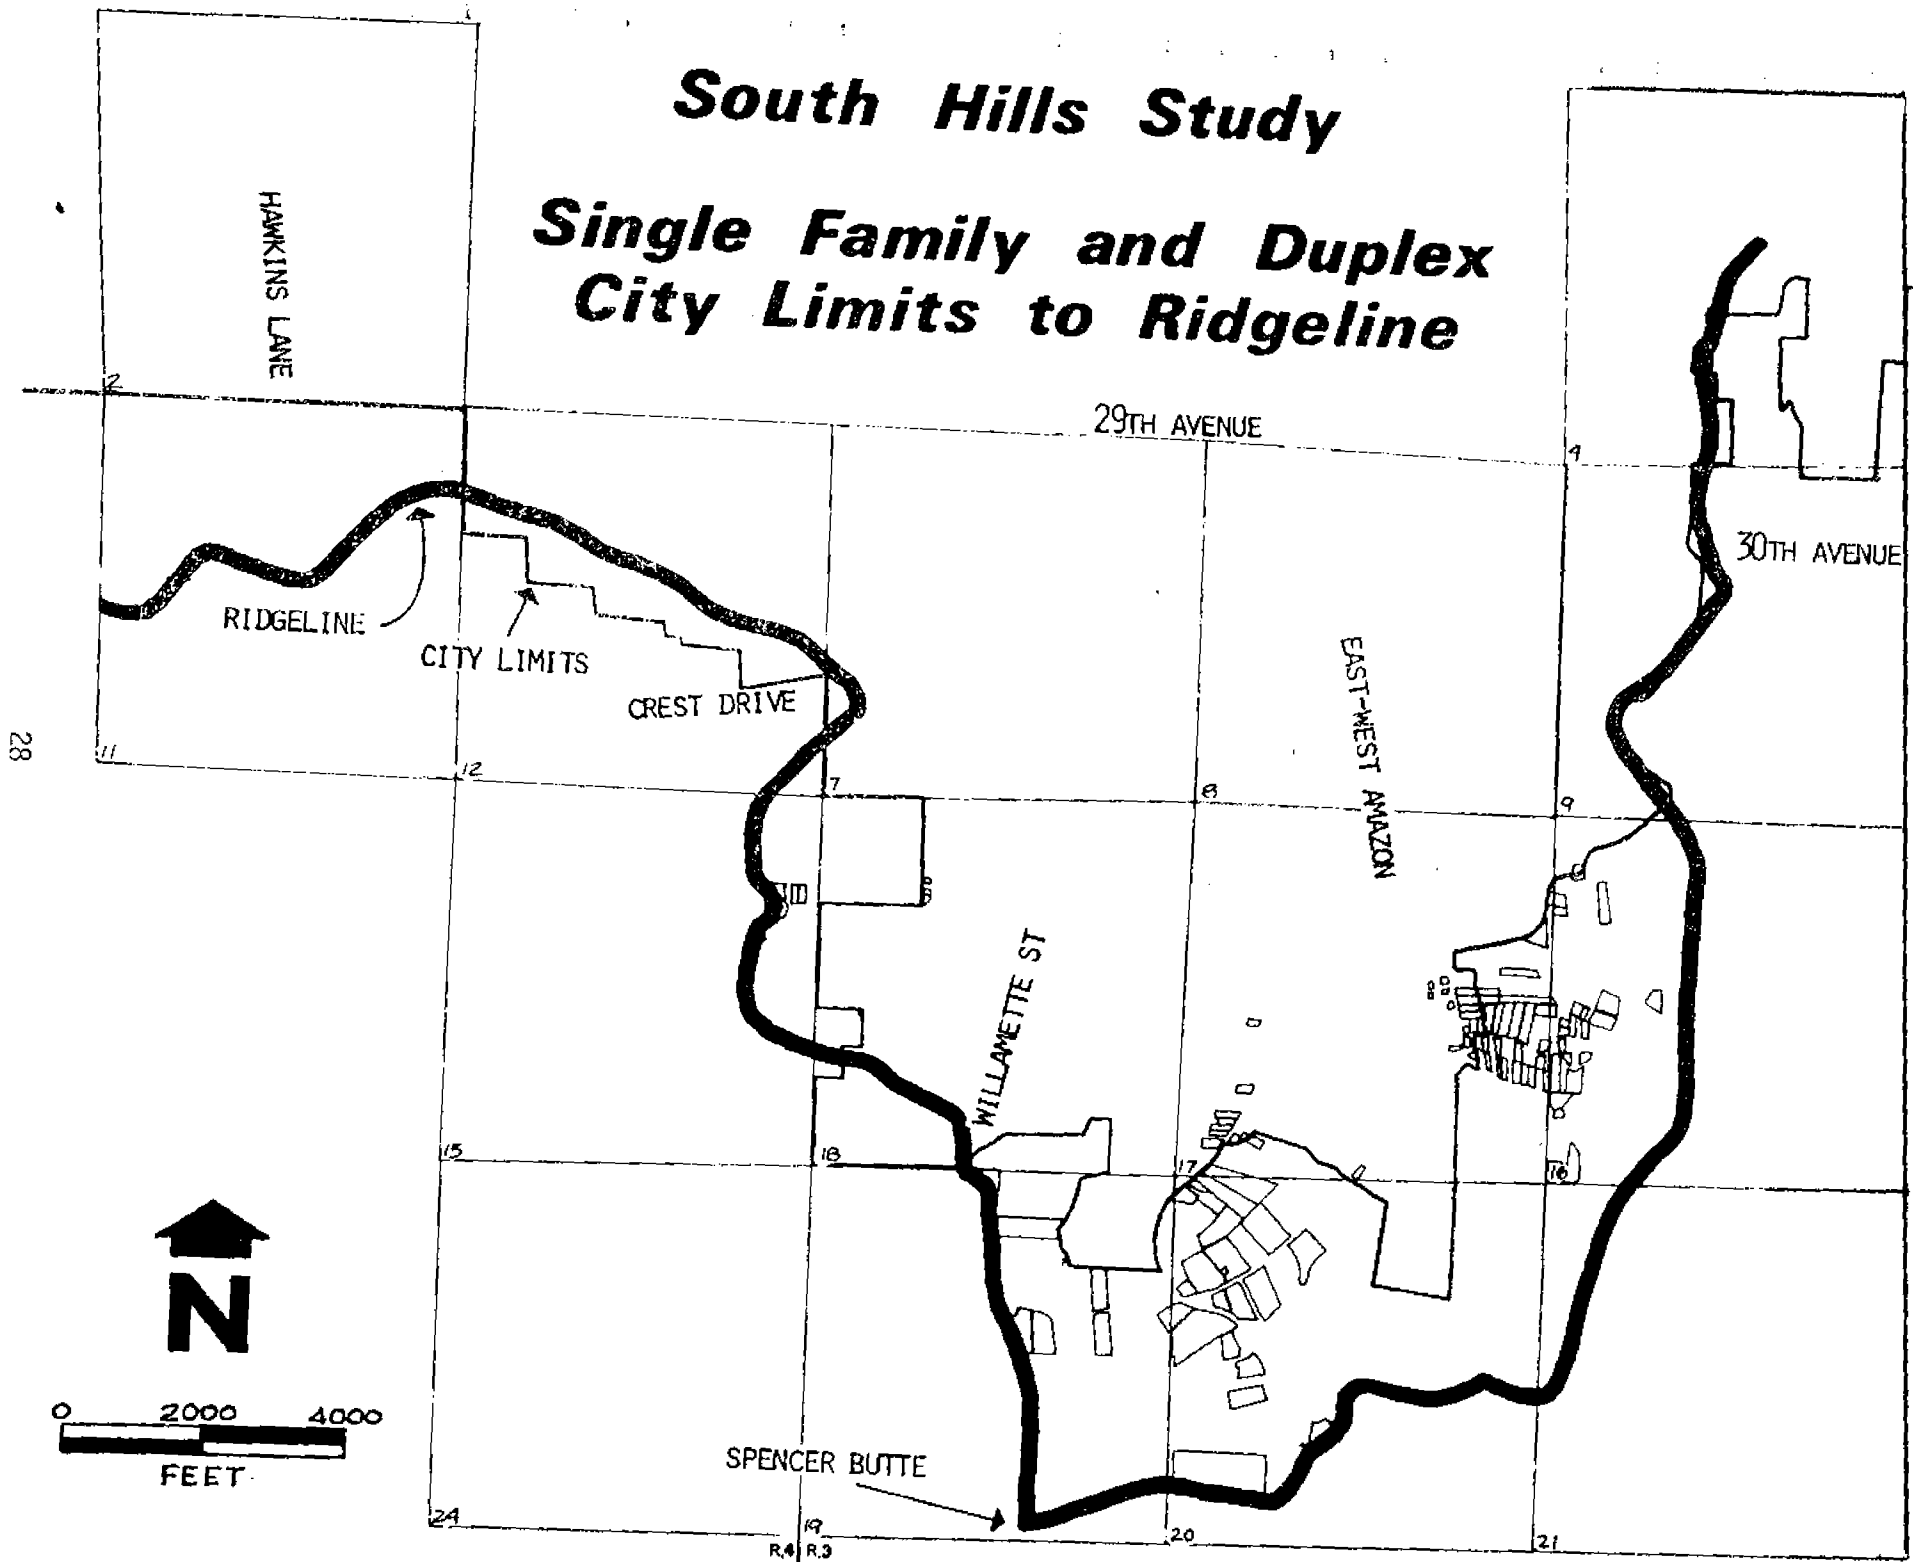 South Hills Study
Single Family and Duplex
City Limits to Ridgeline
HAWKINS LANE
2
29TH AVENUE
4
30TH AVENUE
RIDGELINE
CITY LIMITS
CREST DRIVE
EAST-WEST AMAZON
28
11
12
7
8
9
WILLAMETTE ST
15
18
17
16
N
0 2000 4000
FEET
SPENCER BUTTE
24
19
20
21
R.4 R.3